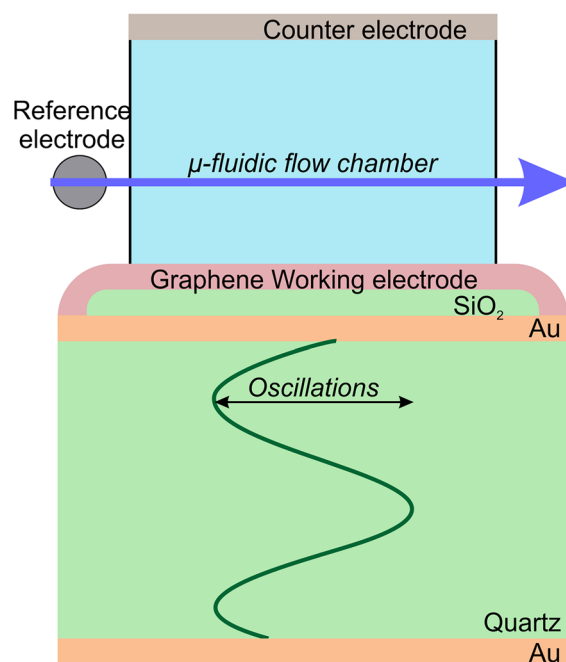 Counter electrode
Reference
electrode
μ-fluidic flow chamber
Graphene Working electrode
SiO₂
Au
Oscillations
Quartz
Au